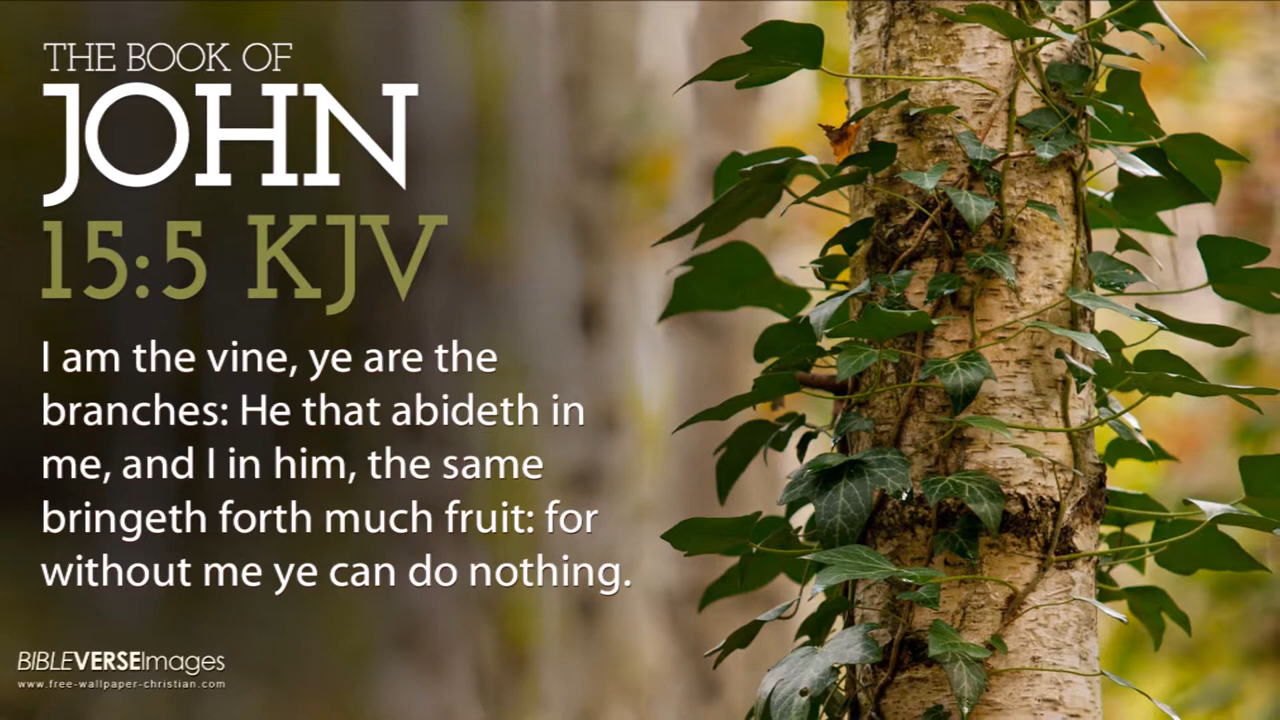 THE BOOK OF
JOHN
15:5 KJV
I am the vine, ye are the
branches: He that abideth in
me, and I in him, the same
bringeth forth much fruit: for
without me ye can do nothing.
BIBLEVERSEImages
www.free-wallpaper-christian.com